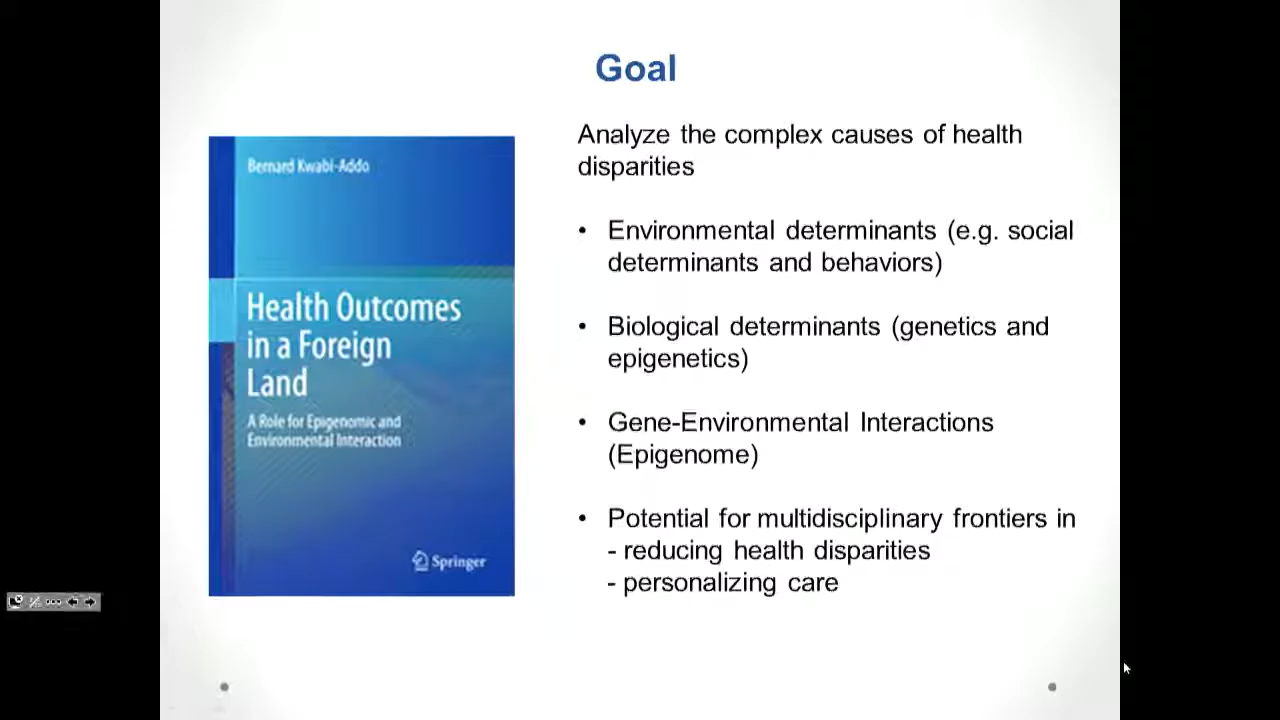 Goal
Bernard Kwabi-Addo
Health Outcomes
in a Foreign
Land
A Role for Epigenomic and
Environmental Interaction
Springer
Analyze the complex causes of health
disparities
• Environmental determinants (e.g. social
determinants and behaviors)
• Biological determinants (genetics and
epigenetics)
• Gene-Environmental Interactions
(Epigenome)
• Potential for multidisciplinary frontiers in
- reducing health disparities
- personalizing care